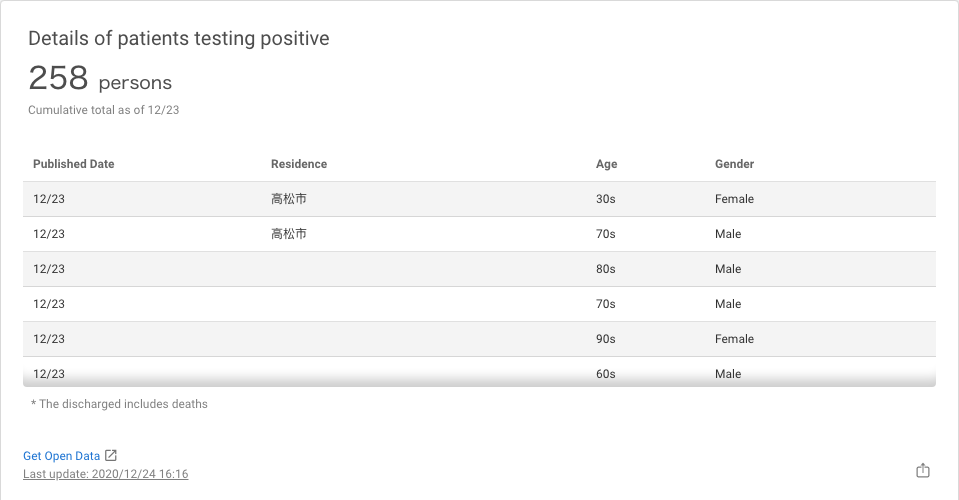 Details of patients testing positive
258 persons
Cumulative total as of 12/23
Published Date Residence Age Gender
12/23 高松市 30s Female
12/23 高松市 70s Male
12/23 80s Male
12/23 70s Male
12/23 90s Female
12/23 60s Male
* The discharged includes deaths
Get Open Data
Last update: 2020/12/24 16:16